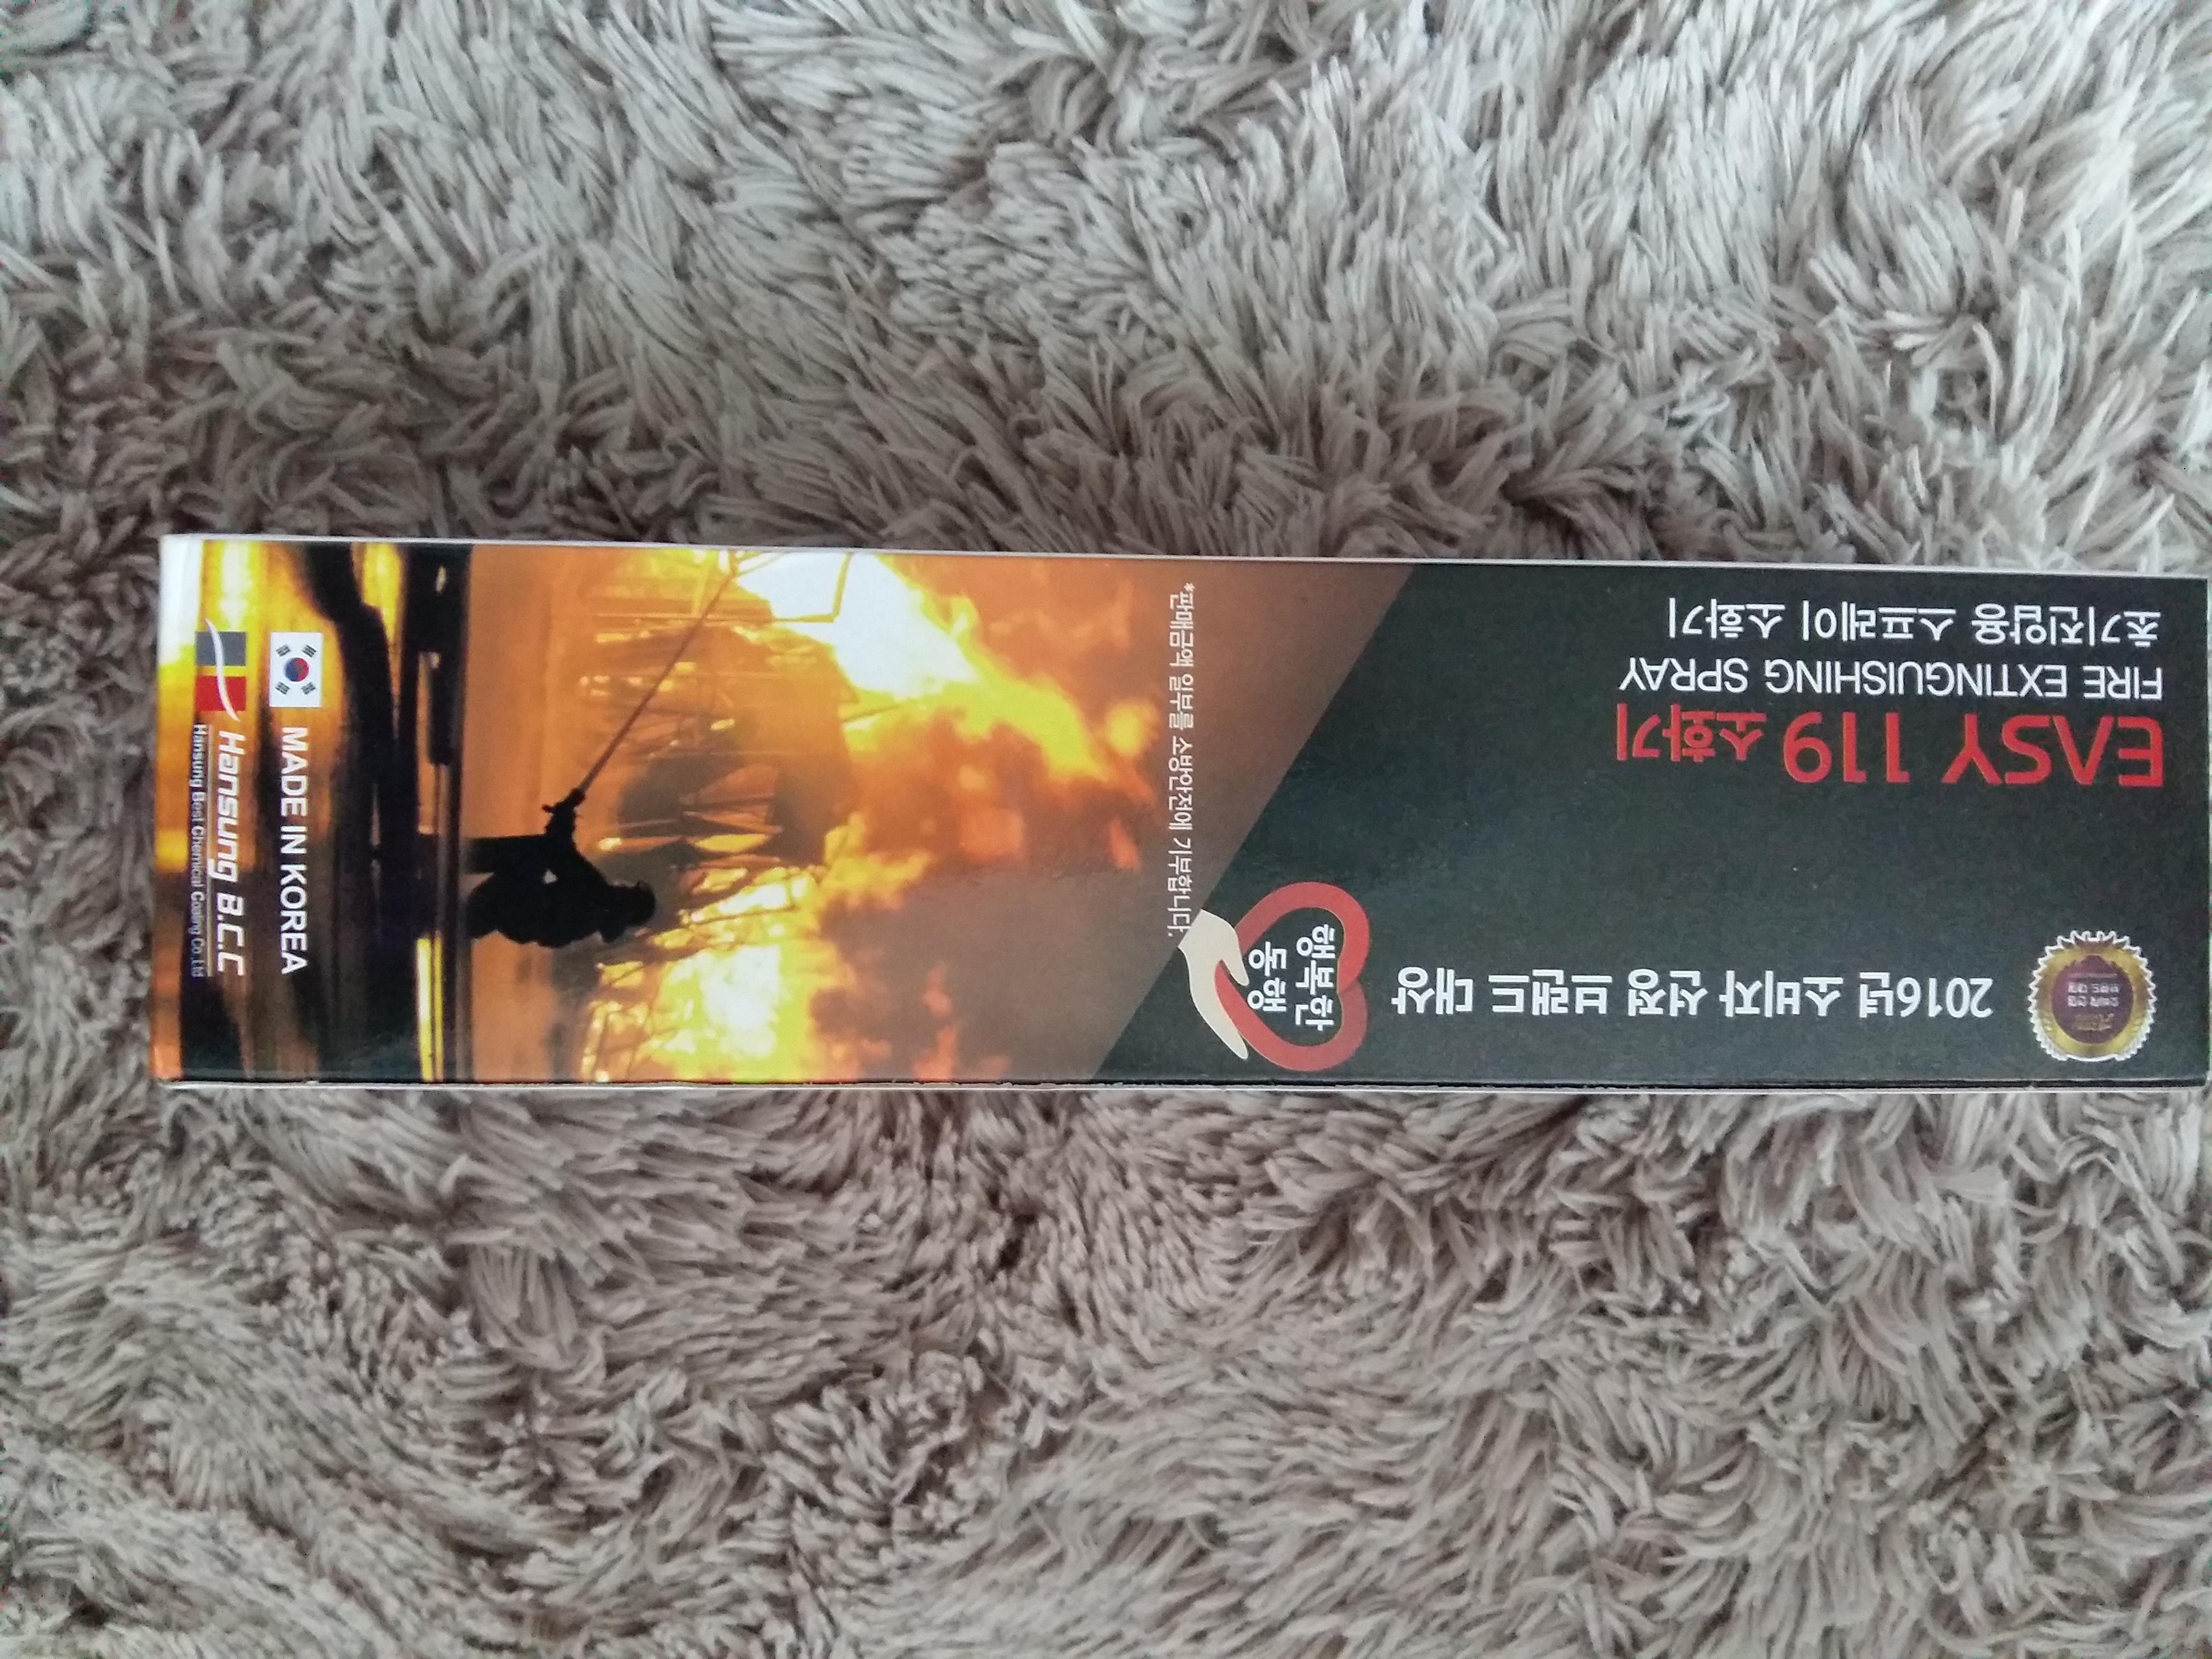 2016년 소비자 선정 브랜드 대상
EASY 119 소화기
FIRE EXTINGUISHING SPRAY
초기진압용 스프레이 소화기
행복한
동행
*판매금액 일부를 소방안전에 기부합니다.
MADE IN KOREA
Hansung B.C.C
Hansung Best Chemical Coating Co.,Ltd